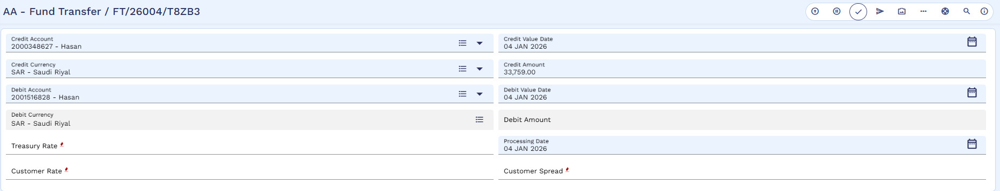 AA - Fund Transfer / FT/26004/T8ZB3
Credit Account
2000348627 - Hasan
Credit Value Date
04 JAN 2026
Credit Currency
SAR - Saudi Riyal
Credit Amount
33,759.00
Debit Account
2001516828 - Hasan
Debit Value Date
04 JAN 2026
Debit Currency
SAR - Saudi Riyal
Debit Amount
Treasury Rate
Processing Date
04 JAN 2026
Customer Rate
Customer Spread